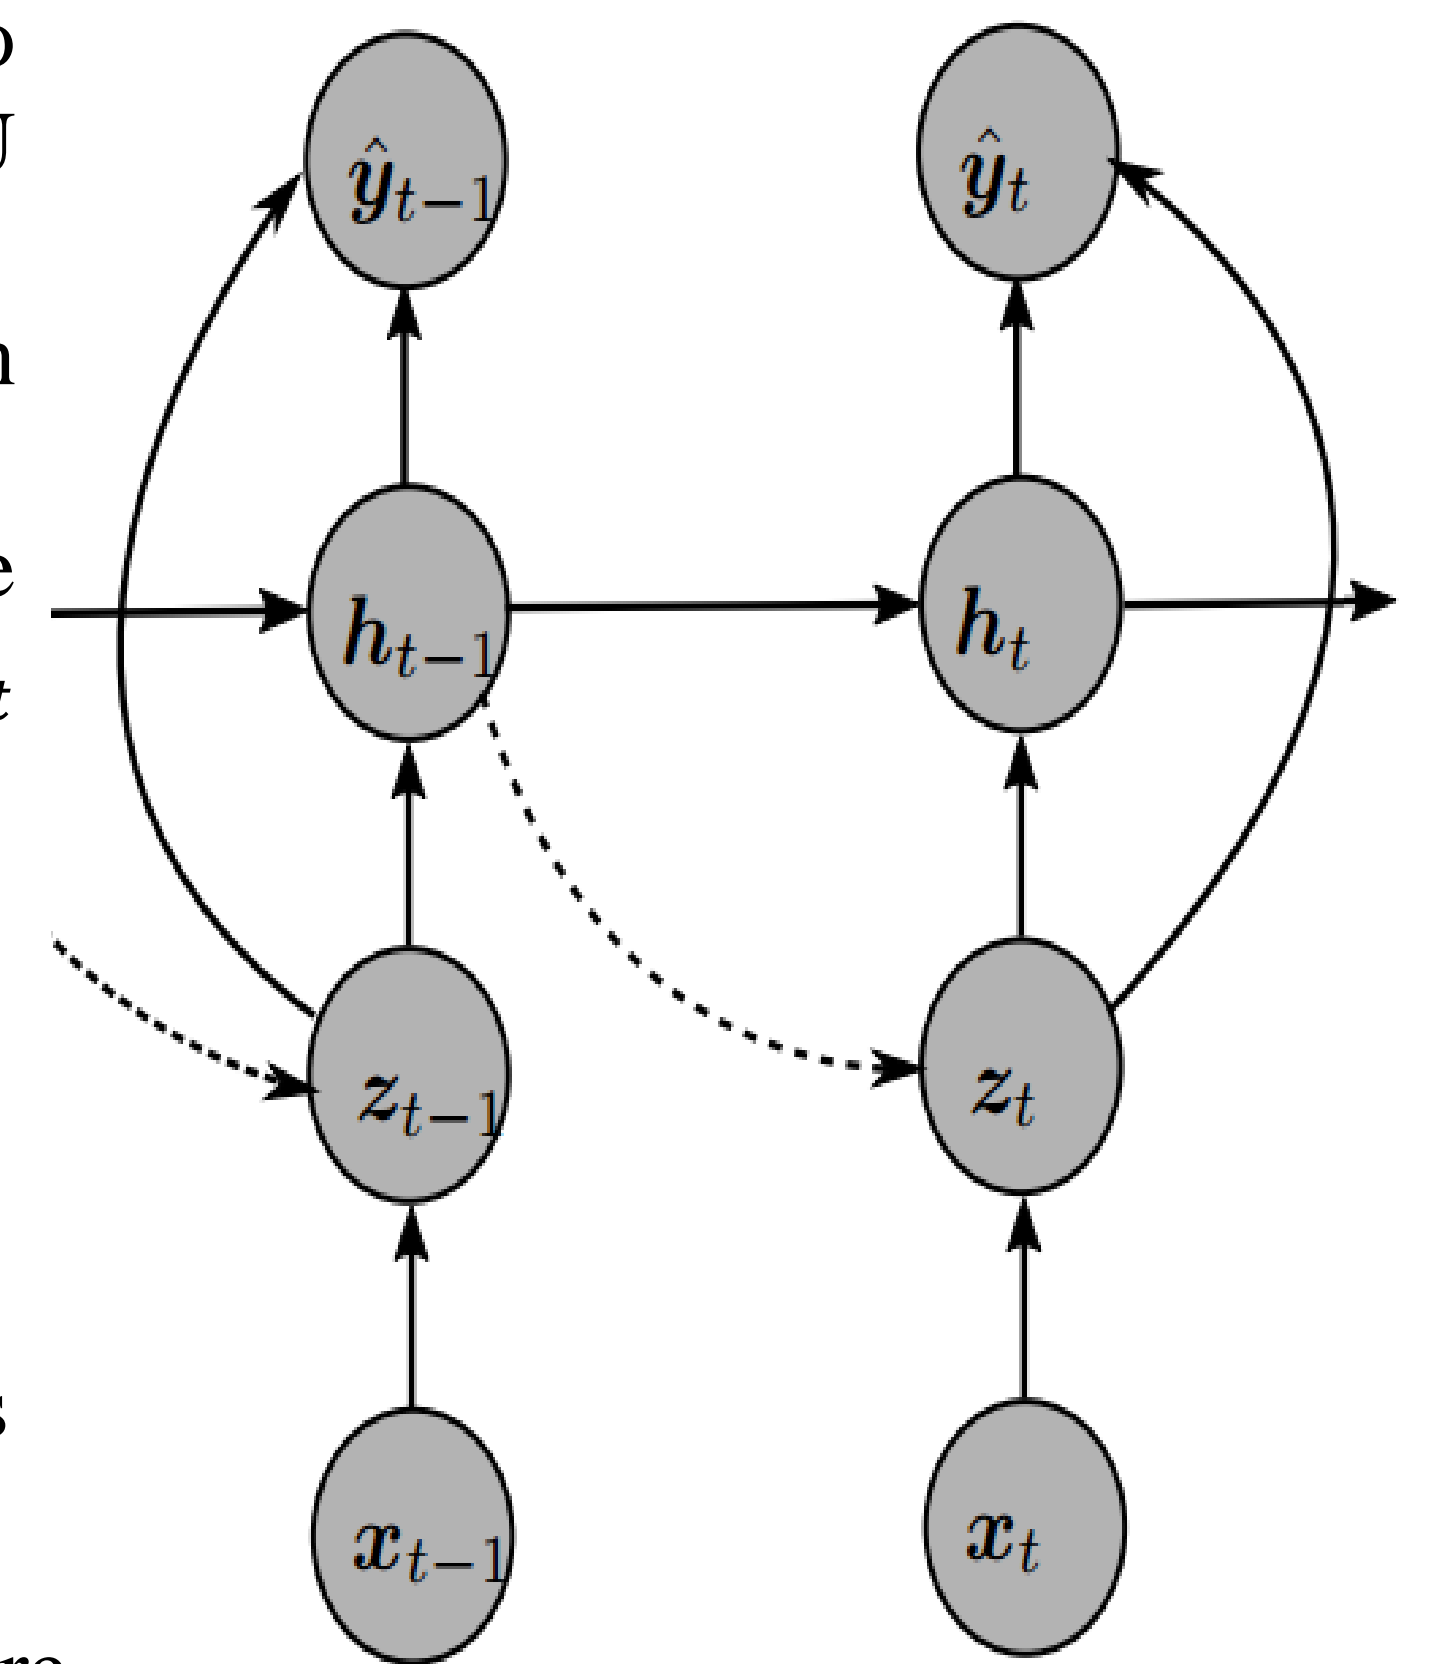 ŷ_{t−1} ŷ_t
h_{t−1} h_t
t
z_{t−1} z_t
x_{t−1} x_t